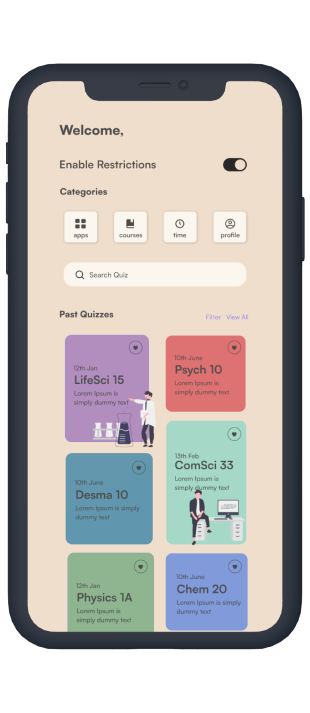 Welcome,
Enable Restrictions
Categories
apps
courses
time
profile
Search Quiz
Past Quizzes
Filter
View All
12th Jan
LifeSci 15
Lorem Ipsum is
simply dummy text
10th June
Psych 10
Lorem Ipsum is
simply dummy text
10th June
Desma 10
Lorem Ipsum is simply
dummy text
13th Feb
ComSci 33
Lorem Ipsum is
simply dummy text
12th Jan
Physics 1A
Lorem Ipsum is
simply dummy text
10th June
Chem 20
Lorem Ipsum is simply
dummy text